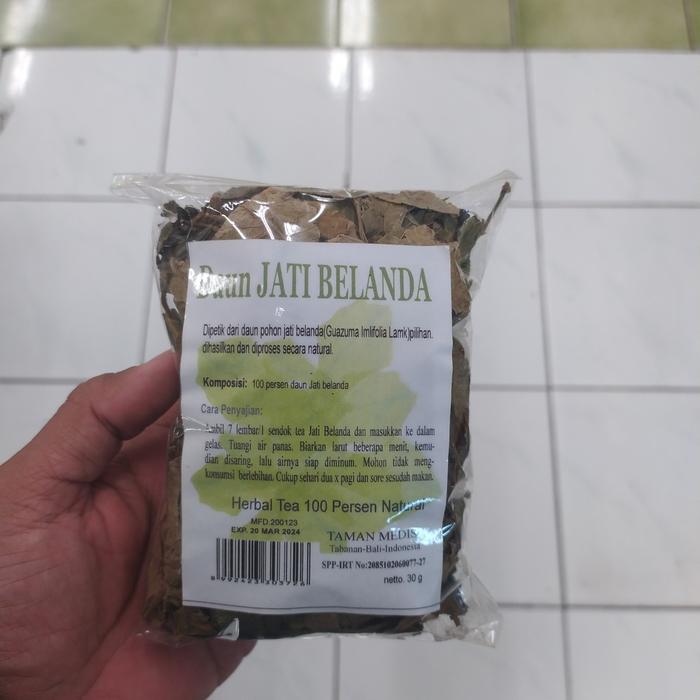 Daun JATI BELANDA
Dipetik dari daun pohon jati belanda(Guazuma Imlifolia Lamk)pilihan.
dihasilkan dan diproses secara natural.
Komposisi: 100 persen daun Jati belanda
Cara Penyajian:
Ambil 7 lembar/1 sendok tea Jati Belanda dan masukkan ke dalam
gelas. Tuangi air panas. Biarkan larut beberapa menit, kemu-
dian disaring, lalu airnya siap diminum. Mohon tidak meng-
konsumsi berlebihan. Cukup sehari dua x pagi dan sore sesudah makan.
Herbal Tea 100 Persen Natural
MFD.200123
EXP. 20 MAR 2024
TAMAN MEDISA
Tabanan-Bali-Indonesia
SPP-IRT No:2085102060077-27
netto. 30 g